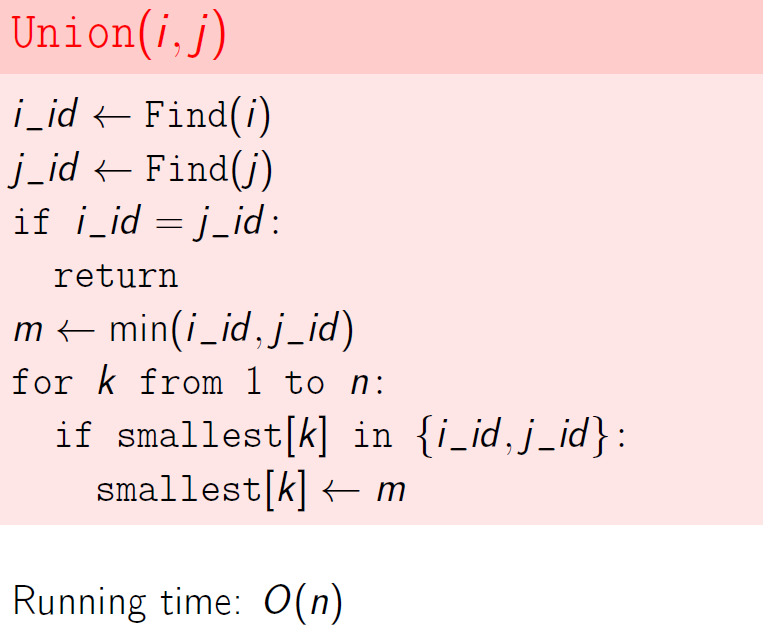 Union(i, j)
i_id ← Find(i)
j_id ← Find(j)
if i_id = j_id:
return
m ← min(i_id, j_id)
for k from 1 to n:
if smallest[k] in {i_id, j_id}:
smallest[k] ← m
Running time: O(n)